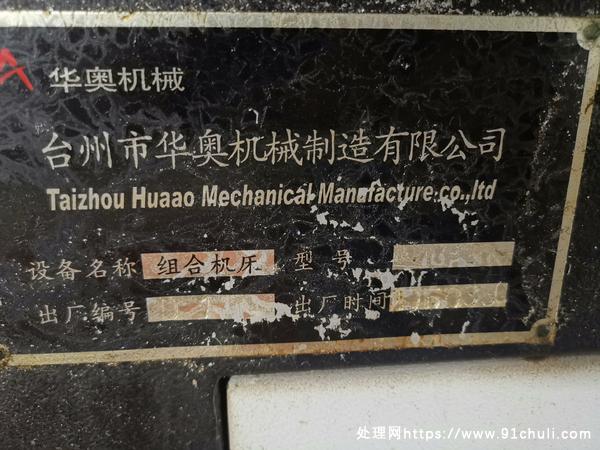 华奥机械
台州市华奥机械制造有限公司
Taizhou Huaao Mechanical Manufacture.co.,ltd
设备名称 组合机床 型号
出厂编号 出厂时间
处理网https://www.91chuli.com/